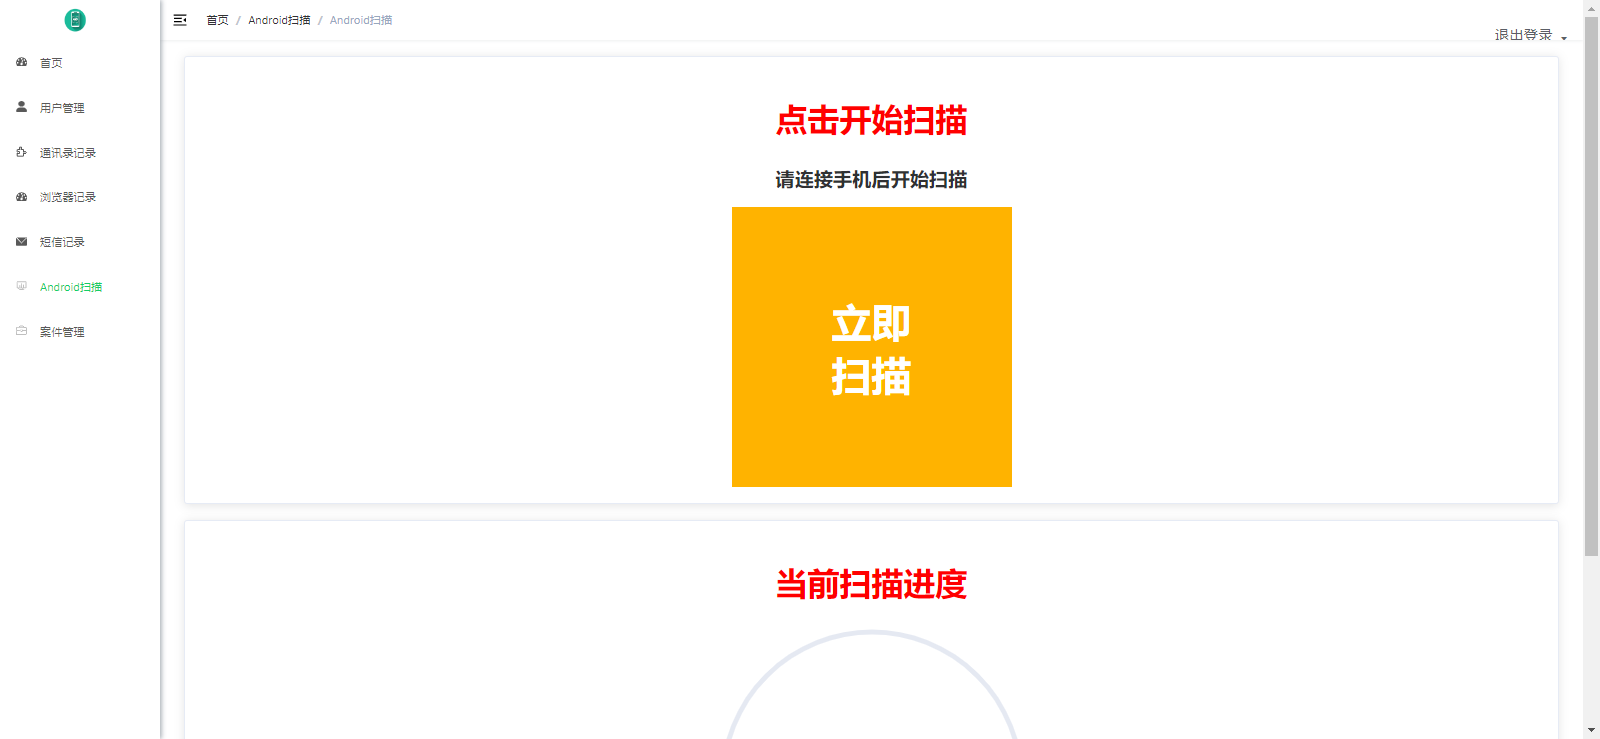 首页 / Android扫描 / Android扫描
退出登录
首页
用户管理
通讯录记录
浏览器记录
短信记录
Android扫描
案件管理
点击开始扫描
请连接手机后开始扫描
立即
扫描
当前扫描进度